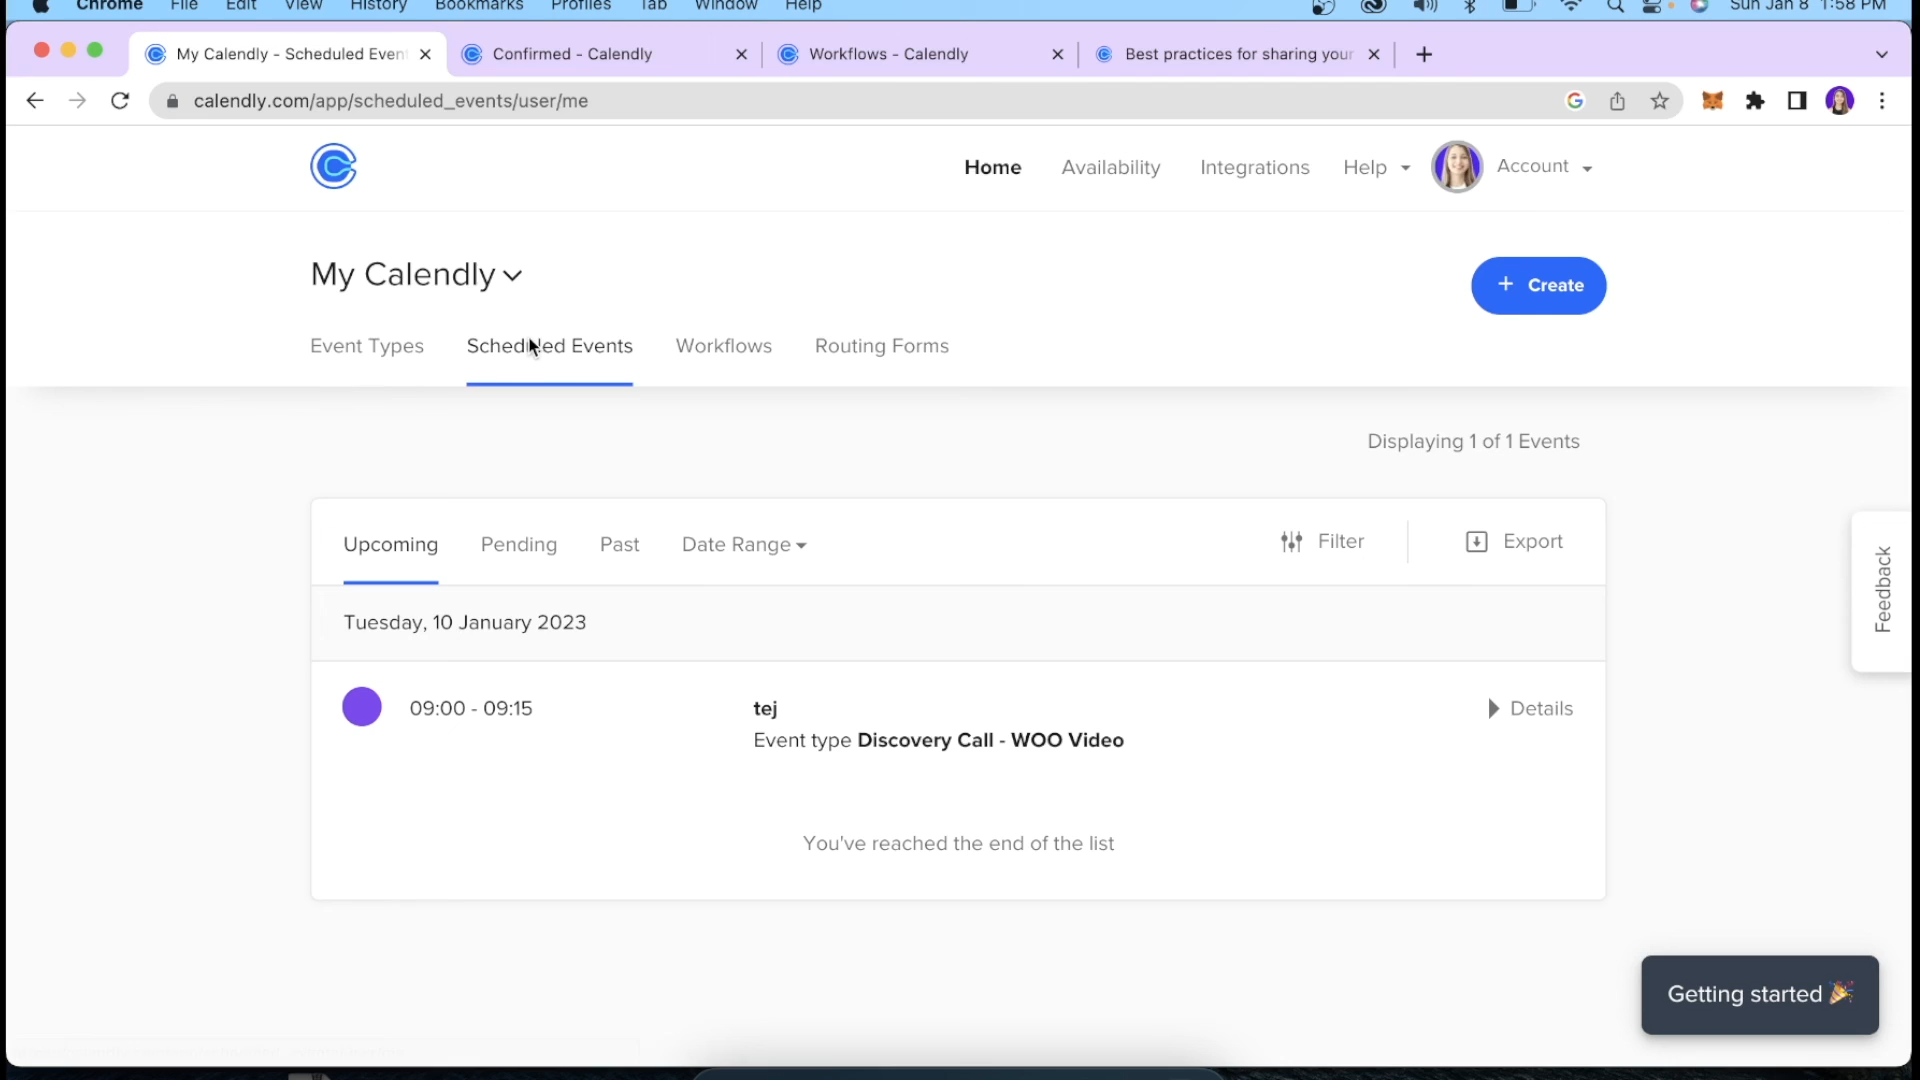 Chrome File Edit View History Bookmarks Profiles Tab Window Help Sun Jan 8 1:58 PM
My Calendly - Scheduled Even Confirmed - Calendly Workflows - Calendly Best practices for sharing your
calendly.com/app/scheduled_events/user/me
Home Availability Integrations Help Account
My Calendly
+ Create
Event Types Scheduled Events Workflows Routing Forms
Displaying 1 of 1 Events
Upcoming Pending Past Date Range Filter Export
Feedback
Tuesday, 10 January 2023
09:00 - 09:15 tej Details
Event type Discovery Call - WOO Video
You've reached the end of the list
Getting started 🎉